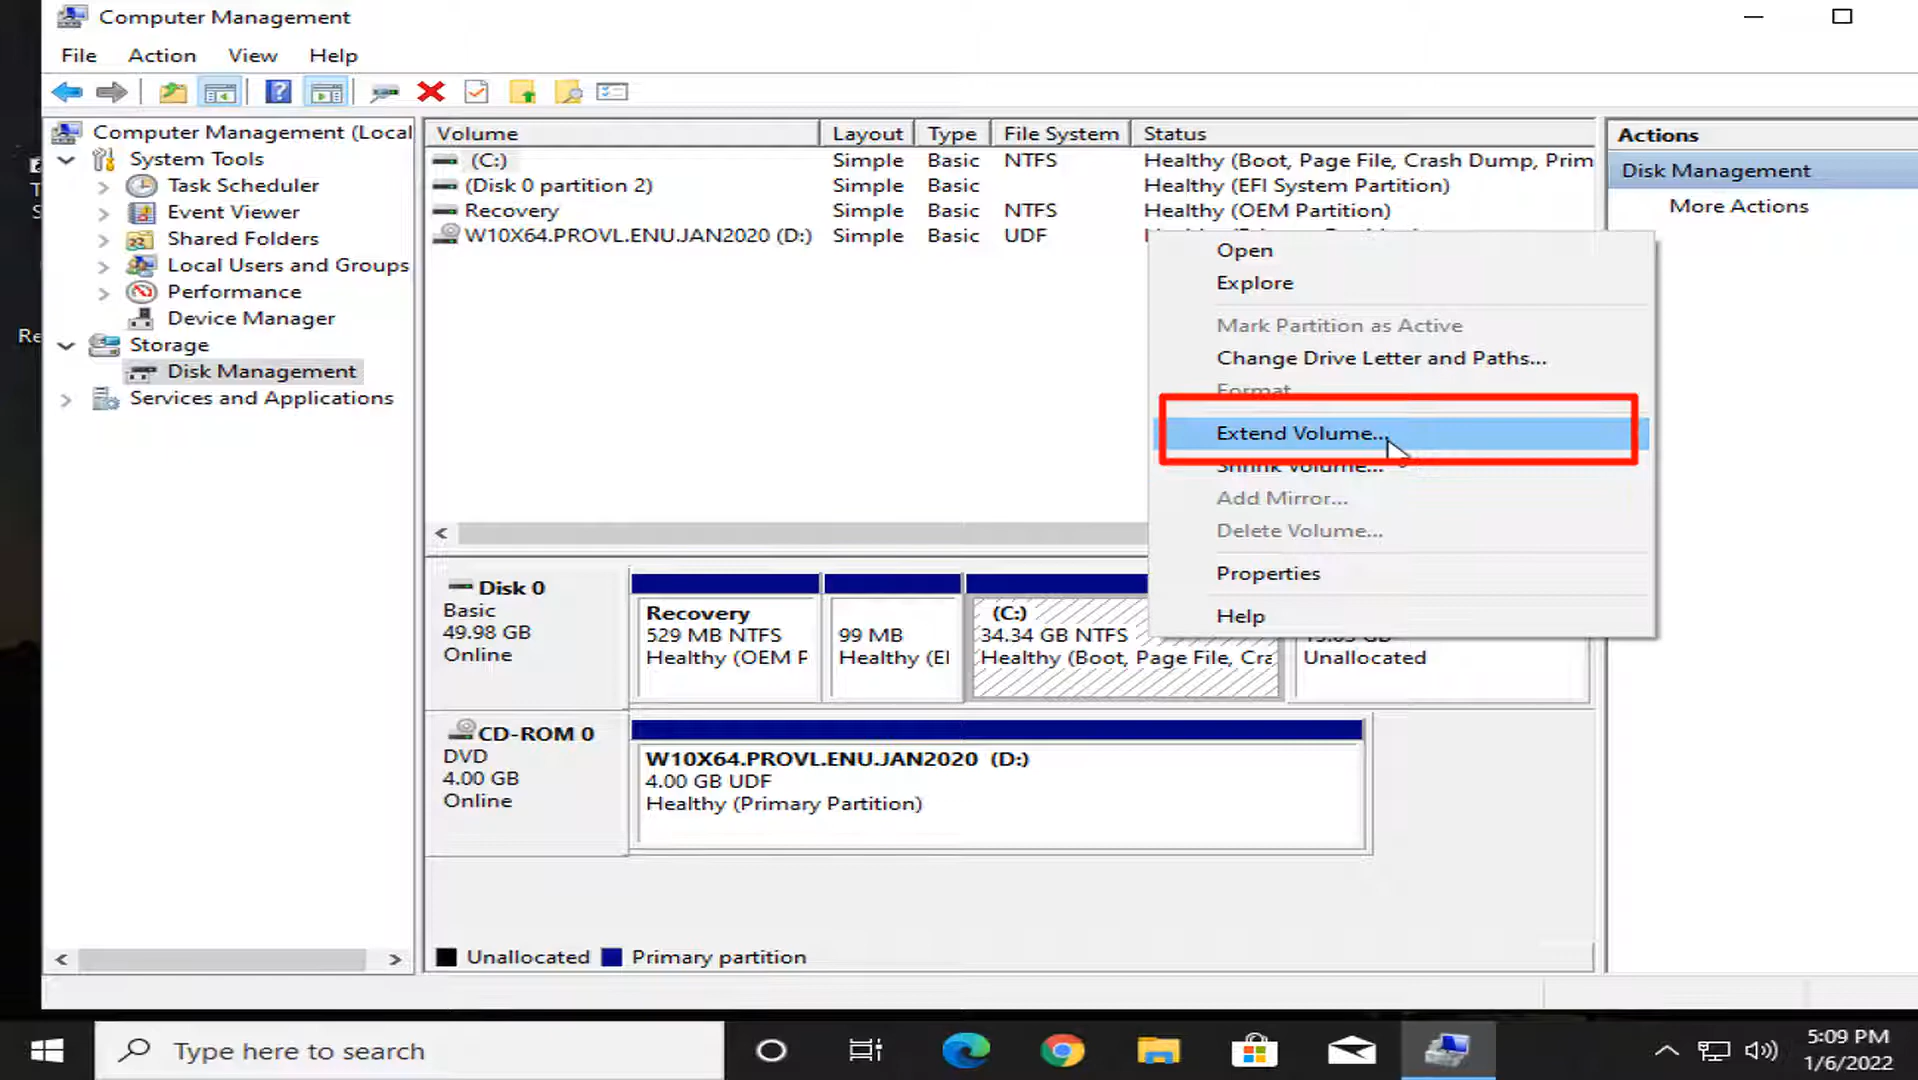 Computer Management
File Action View Help
Computer Management (Local
System Tools
Task Scheduler
Event Viewer
Shared Folders
Local Users and Groups
Performance
Device Manager
Storage
Disk Management
Services and Applications
Volume Layout Type File System Status
(C:) Simple Basic NTFS Healthy (Boot, Page File, Crash Dump, Prim
(Disk 0 partition 2) Simple Basic Healthy (EFI System Partition)
Recovery Simple Basic NTFS Healthy (OEM Partition)
W10X64.PROVL.ENU.JAN2020 (D:) Simple Basic UDF
Actions
Disk Management
More Actions
Open
Explore
Mark Partition as Active
Change Drive Letter and Paths...
Format
Extend Volume...
Shrink Volume...
Add Mirror...
Delete Volume...
Properties
Help
Disk 0
Basic
49.98 GB
Online
Recovery
529 MB NTFS
Healthy (OEM P
99 MB
Healthy (EI
(C:)
34.34 GB NTFS
Healthy (Boot, Page File, Cra
Unallocated
CD-ROM 0
DVD
4.00 GB
Online
W10X64.PROVL.ENU.JAN2020 (D:)
4.00 GB UDF
Healthy (Primary Partition)
Unallocated Primary partition
Re
Type here to search
5:09 PM
1/6/2022